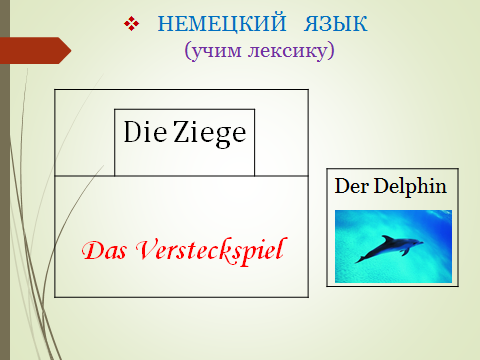 НЕМЕЦКИЙ ЯЗЫК
(учим лексику)
Die Ziege
Der Delphin
Das Versteckspiel